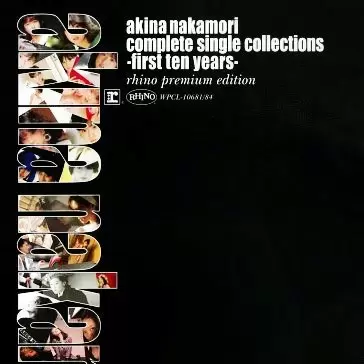 akina nakamori
complete single collections
-first ten years-
rhino premium edition
R RHINO WPCL-10681/84
akina